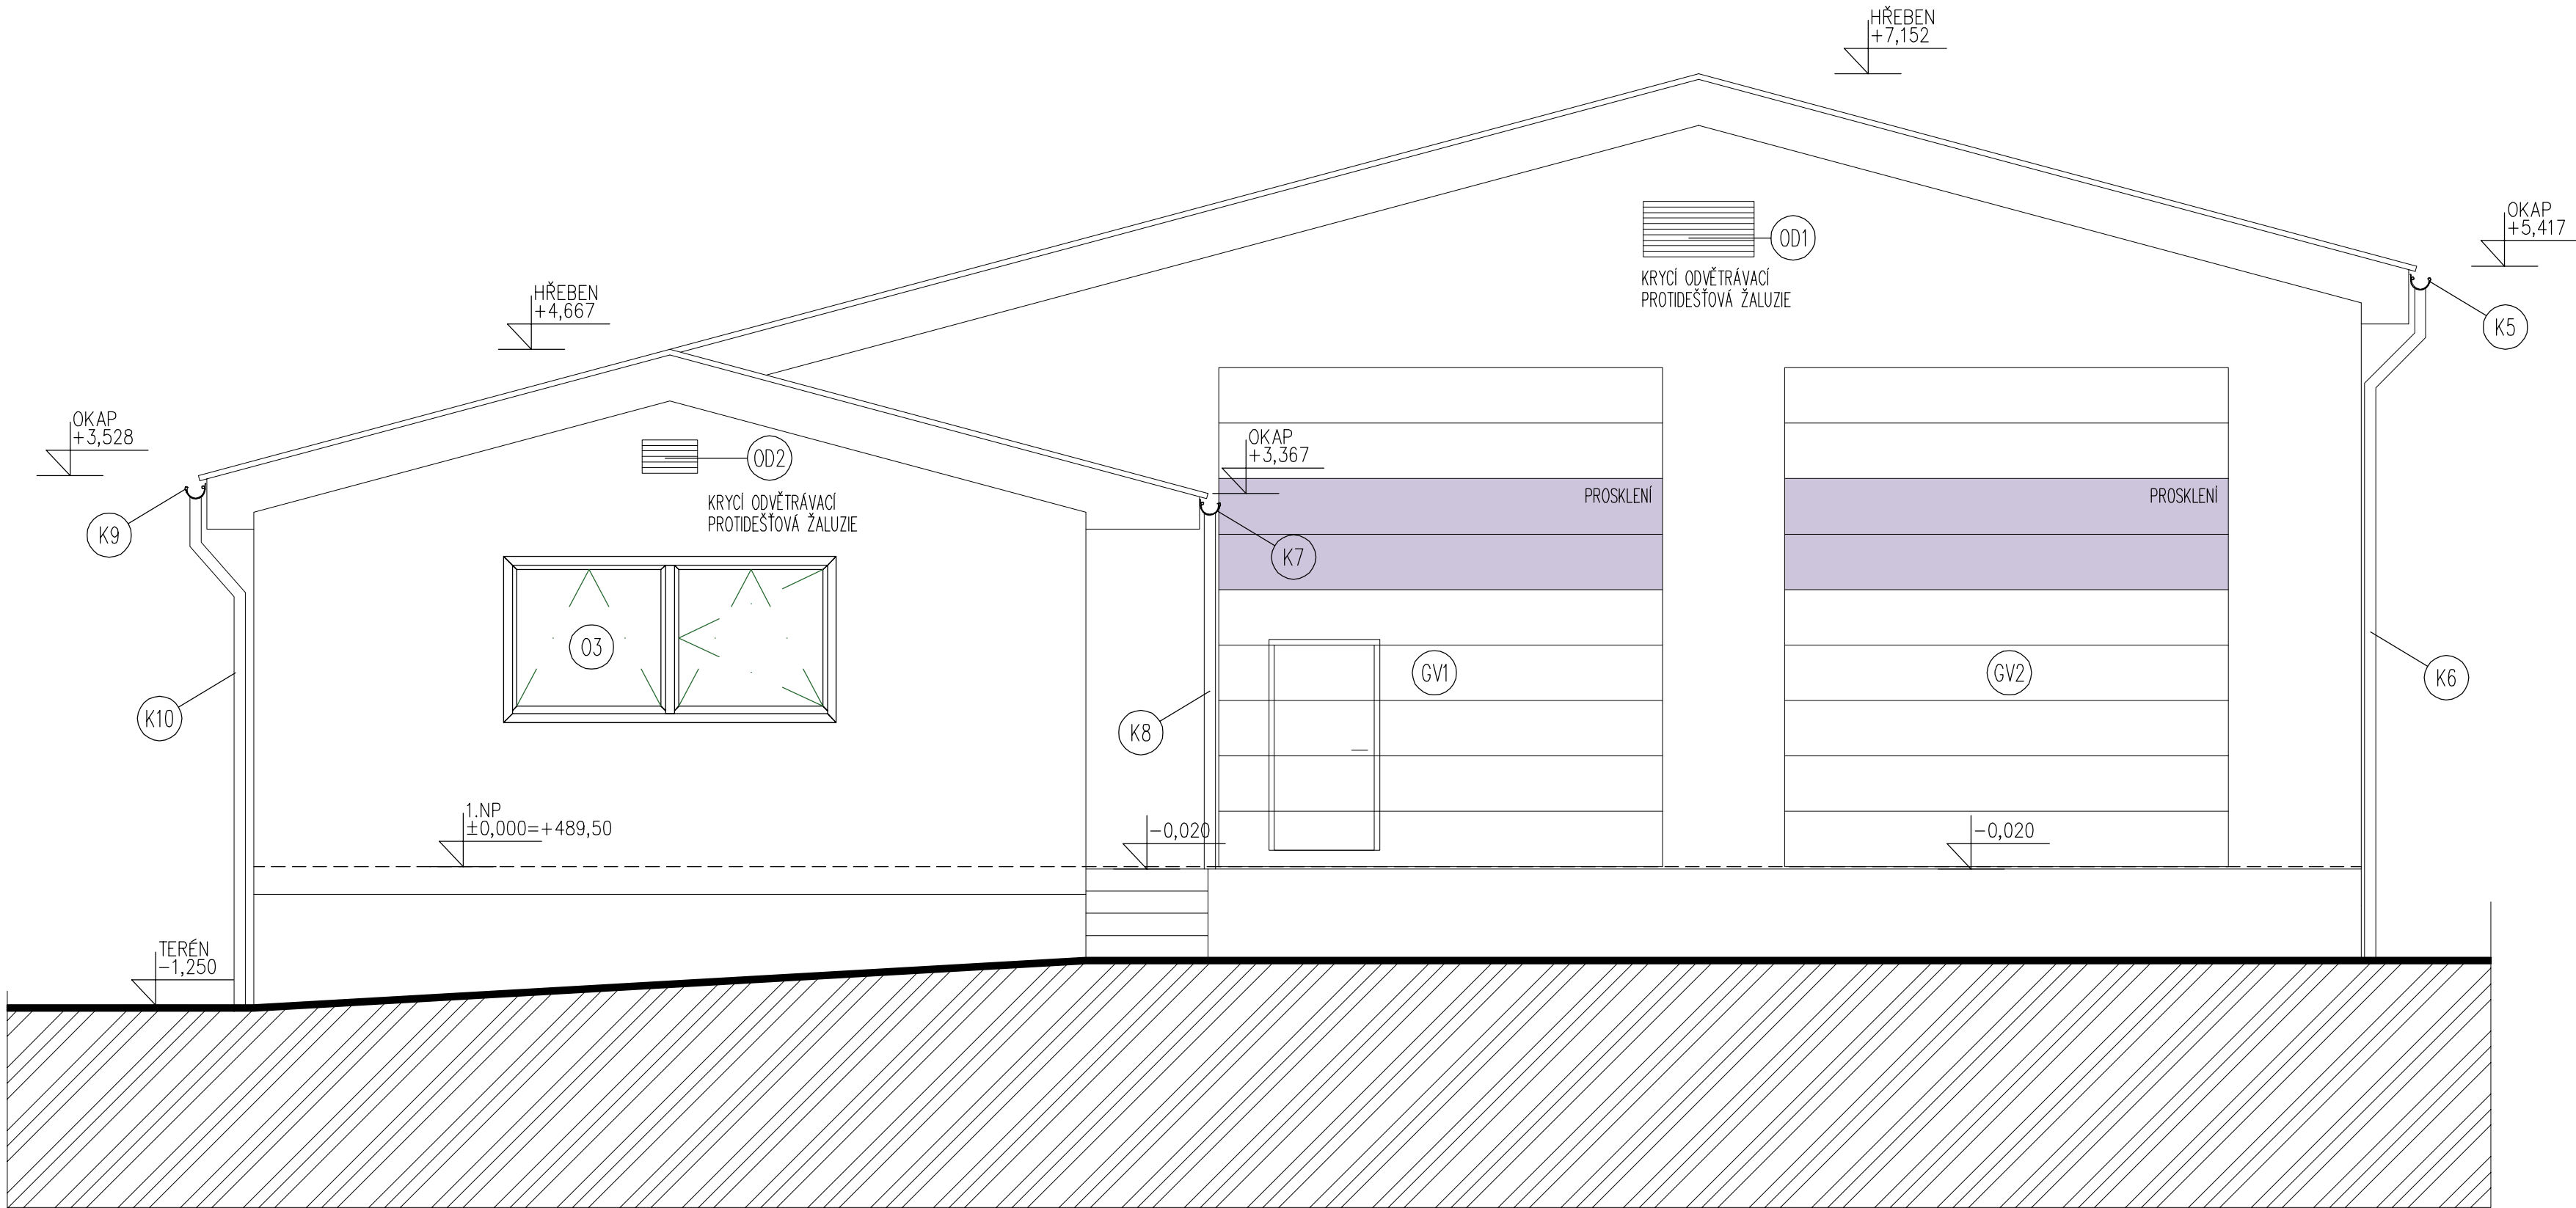 HŘEBEN
+7,152
OKAP
+5,417
OD1
KRYCÍ ODVĚTRÁVACÍ
PROTIDEŠŤOVÁ ŽALUZIE
HŘEBEN
+4,667
K5
OKAP
+3,528
OKAP
+3,367
OD2
KRYCÍ ODVĚTRÁVACÍ
PROTIDEŠŤOVÁ ŽALUZIE
PROSKLENÍ
PROSKLENÍ
K9
K7
O3
GV1
GV2
K6
K10
K8
1.NP
±0,000=+489,50
-0,020
-0,020
TERÉN
-1,250